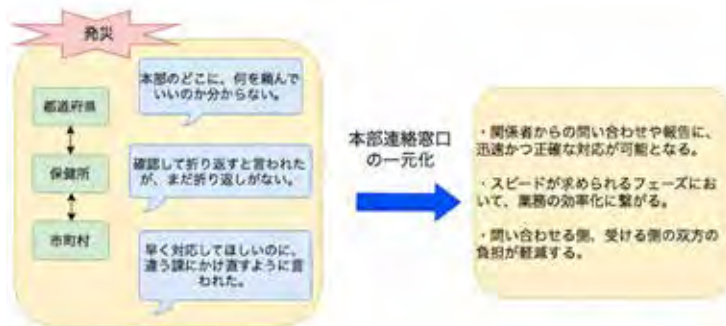 発災
都道府県
保健所
市町村
本部のどこに、何を頼んで
いいのか分からない。
確認して折り返すと言われた
が、まだ折り返しがない。
早く対応してほしいのに、
違う課にかけ直すように言
われた。
本部連絡窓口
の一元化
・関係者からの問い合わせや報告に、
迅速かつ正確な対応が可能となる。
・スピードが求められるフェーズにお
いて、業務の効率化に繋がる。
・問い合わせる側、受ける側の双方の
負担が軽減する。